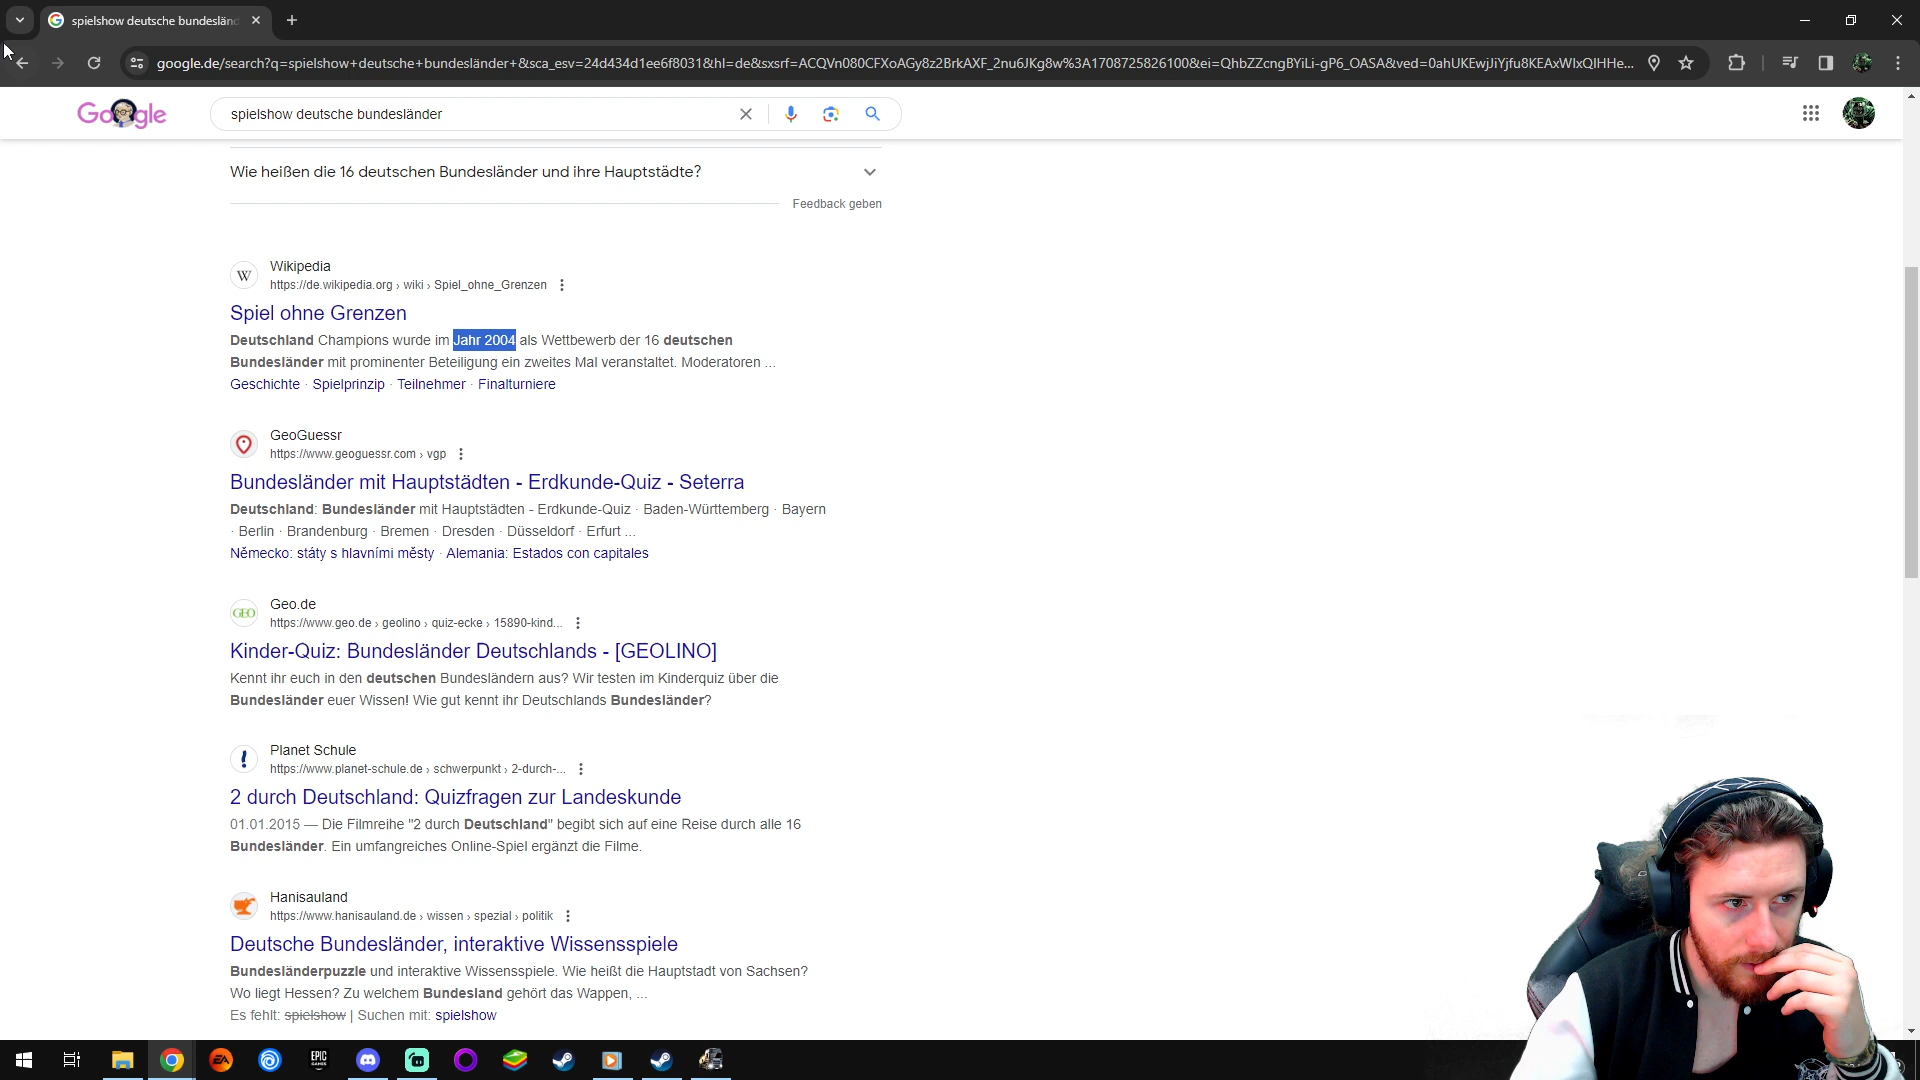 spielshow deutsche bundeslän
google.de/search?q=spielshow+deutsche+bundesländer+&sca_esv=24d434d1ee6f8031&hl=de&sxsrf=ACQVn080CFXoAGy8z2BrkAXF_2nu6JKg8w%3A1708725826100&ei=QhbZZcngBYiLi-gP6_OASA&ved=0ahUKEwjJiYjfu8KEAxWIxQIHHe...
Google
spielshow deutsche bundesländer
Wie heißen die 16 deutschen Bundesländer und ihre Hauptstädte?
Feedback geben
W
Wikipedia
https://de.wikipedia.org › wiki › Spiel_ohne_Grenzen
Spiel ohne Grenzen
Deutschland Champions wurde im Jahr 2004 als Wettbewerb der 16 deutschen
Bundesländer mit prominenter Beteiligung ein zweites Mal veranstaltet. Moderatoren ...
Geschichte · Spielprinzip · Teilnehmer · Finalturniere
GeoGuessr
https://www.geoguessr.com › vgp
Bundesländer mit Hauptstädten - Erdkunde-Quiz - Seterra
Deutschland: Bundesländer mit Hauptstädten - Erdkunde-Quiz · Baden-Württemberg · Bayern
· Berlin · Brandenburg · Bremen · Dresden · Düsseldorf · Erfurt ...
Německo: státy s hlavními městy · Alemania: Estados con capitales
GEO
Geo.de
https://www.geo.de › geolino › quiz-ecke › 15890-kind...
Kinder-Quiz: Bundesländer Deutschlands - [GEOLINO]
Kennt ihr euch in den deutschen Bundesländern aus? Wir testen im Kinderquiz über die
Bundesländer euer Wissen! Wie gut kennt ihr Deutschlands Bundesländer?
Planet Schule
https://www.planet-schule.de › schwerpunkt › 2-durch-...
2 durch Deutschland: Quizfragen zur Landeskunde
01.01.2015 — Die Filmreihe "2 durch Deutschland" begibt sich auf eine Reise durch alle 16
Bundesländer. Ein umfangreiches Online-Spiel ergänzt die Filme.
Hanisauland
https://www.hanisauland.de › wissen › spezial › politik
Deutsche Bundesländer, interaktive Wissensspiele
Bundesländerpuzzle und interaktive Wissensspiele. Wie heißt die Hauptstadt von Sachsen?
Wo liegt Hessen? Zu welchem Bundesland gehört das Wappen, ...
Es fehlt: spielshow | Suchen mit: spielshow
EA
EPIC
GAMES